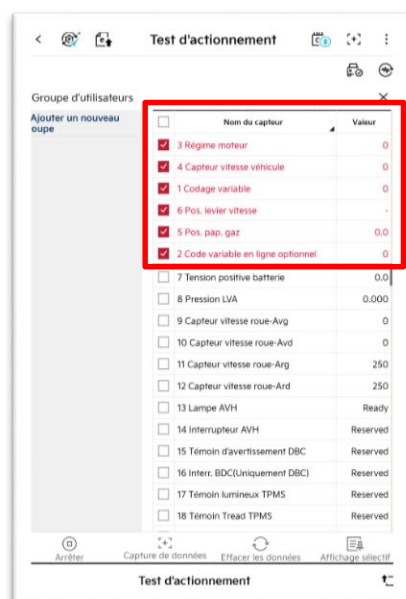 Test d'actionnement
Groupe d'utilisateurs
Ajouter un nouveau
oupe
Nom du capteur Valeur
3 Régime moteur 0
4 Capteur vitesse véhicule 0
1 Codage variable 0
6 Pos. levier vitesse -
5 Pos. pap. gaz 0.0
2 Code variable en ligne optionnel 0
7 Tension positive batterie 0.0
8 Pression LVA 0.000
9 Capteur vitesse roue-Avg 0
10 Capteur vitesse roue-Avd 0
11 Capteur vitesse roue-Arg 250
12 Capteur vitesse roue-Ard 250
13 Lampe AVH Ready
14 Interrupteur AVH Reserved
15 Témoin d'avertissement DBC Reserved
16 Interr. BDC(Uniquement DBC) Reserved
17 Témoin lumineux TPMS Reserved
18 Témoin Tread TPMS Reserved
Arrêter Capture de données Effacer les données Affichage sélectif
Test d'actionnement